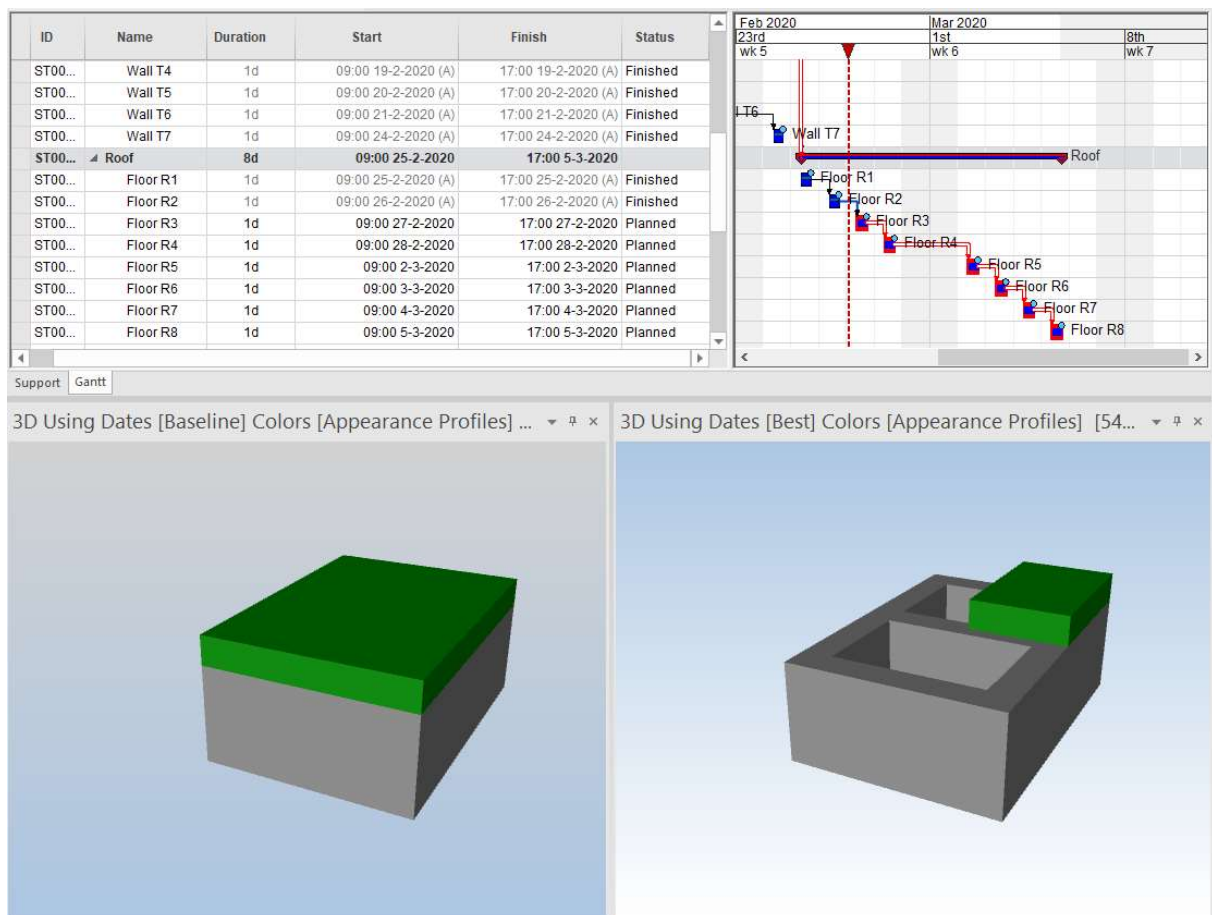 ID Name Duration Start Finish Status
ST00... Wall T4 1d 09:00 19-2-2020 (A) 17:00 19-2-2020 (A) Finished
ST00... Wall T5 1d 09:00 20-2-2020 (A) 17:00 20-2-2020 (A) Finished
ST00... Wall T6 1d 09:00 21-2-2020 (A) 17:00 21-2-2020 (A) Finished
ST00... Wall T7 1d 09:00 24-2-2020 (A) 17:00 24-2-2020 (A) Finished
ST00... Roof 8d 09:00 25-2-2020 17:00 5-3-2020
ST00... Floor R1 1d 09:00 25-2-2020 (A) 17:00 25-2-2020 (A) Finished
ST00... Floor R2 1d 09:00 26-2-2020 (A) 17:00 26-2-2020 (A) Finished
ST00... Floor R3 1d 09:00 27-2-2020 17:00 27-2-2020 Planned
ST00... Floor R4 1d 09:00 28-2-2020 17:00 28-2-2020 Planned
ST00... Floor R5 1d 09:00 2-3-2020 17:00 2-3-2020 Planned
ST00... Floor R6 1d 09:00 3-3-2020 17:00 3-3-2020 Planned
ST00... Floor R7 1d 09:00 4-3-2020 17:00 4-3-2020 Planned
ST00... Floor R8 1d 09:00 5-3-2020 17:00 5-3-2020 Planned
Feb 2020 Mar 2020
23rd 1st 8th
wk 5 wk 6 wk 7
l T6
Wall T7
Roof
Floor R1
Floor R2
Floor R3
Floor R4
Floor R5
Floor R6
Floor R7
Floor R8
Support Gantt
3D Using Dates [Baseline] Colors [Appearance Profiles] ...
3D Using Dates [Best] Colors [Appearance Profiles] [54...